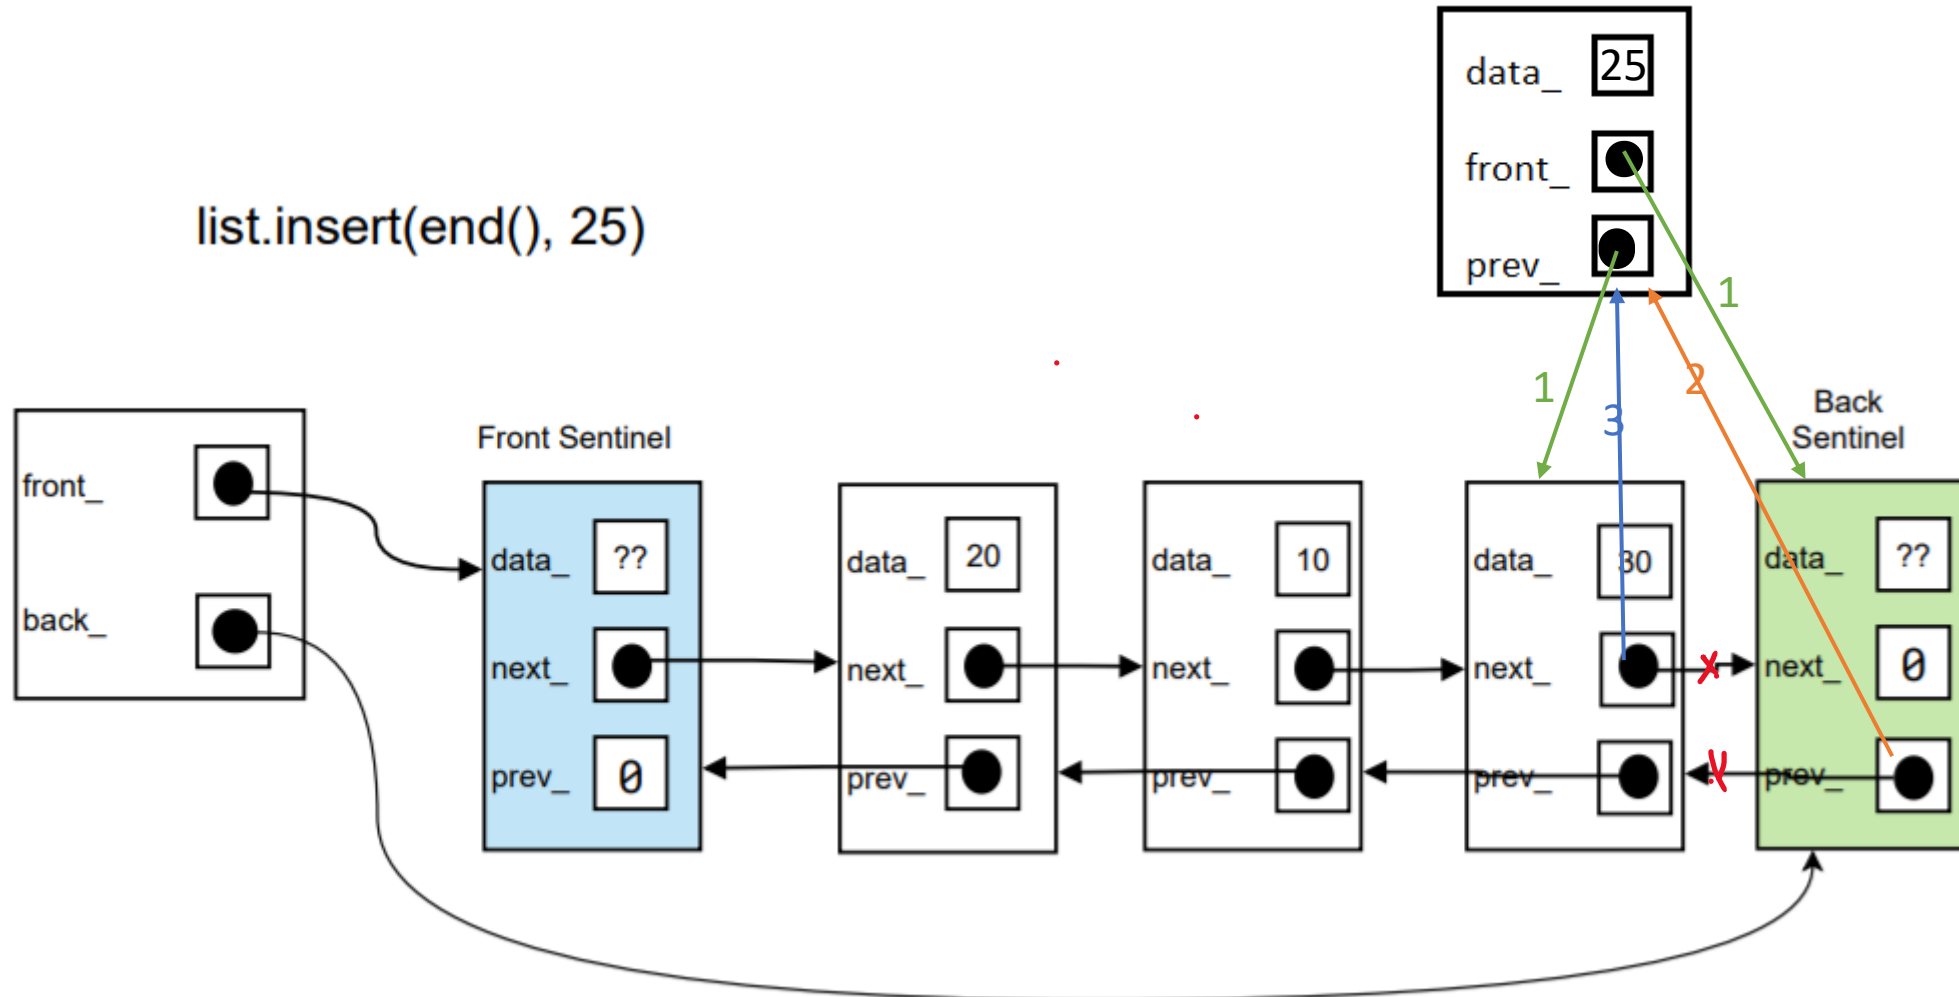 data_ 25
front_
prev_
list.insert(end(), 25)
1
1
2
3
Back
Sentinel
Front Sentinel
front_
back_
data_ ??
next_
prev_ 0
data_ 20
next_
prev_
data_ 10
next_
prev_
data_ 30
next_
prev_
data_ ??
next_ 0
prev_